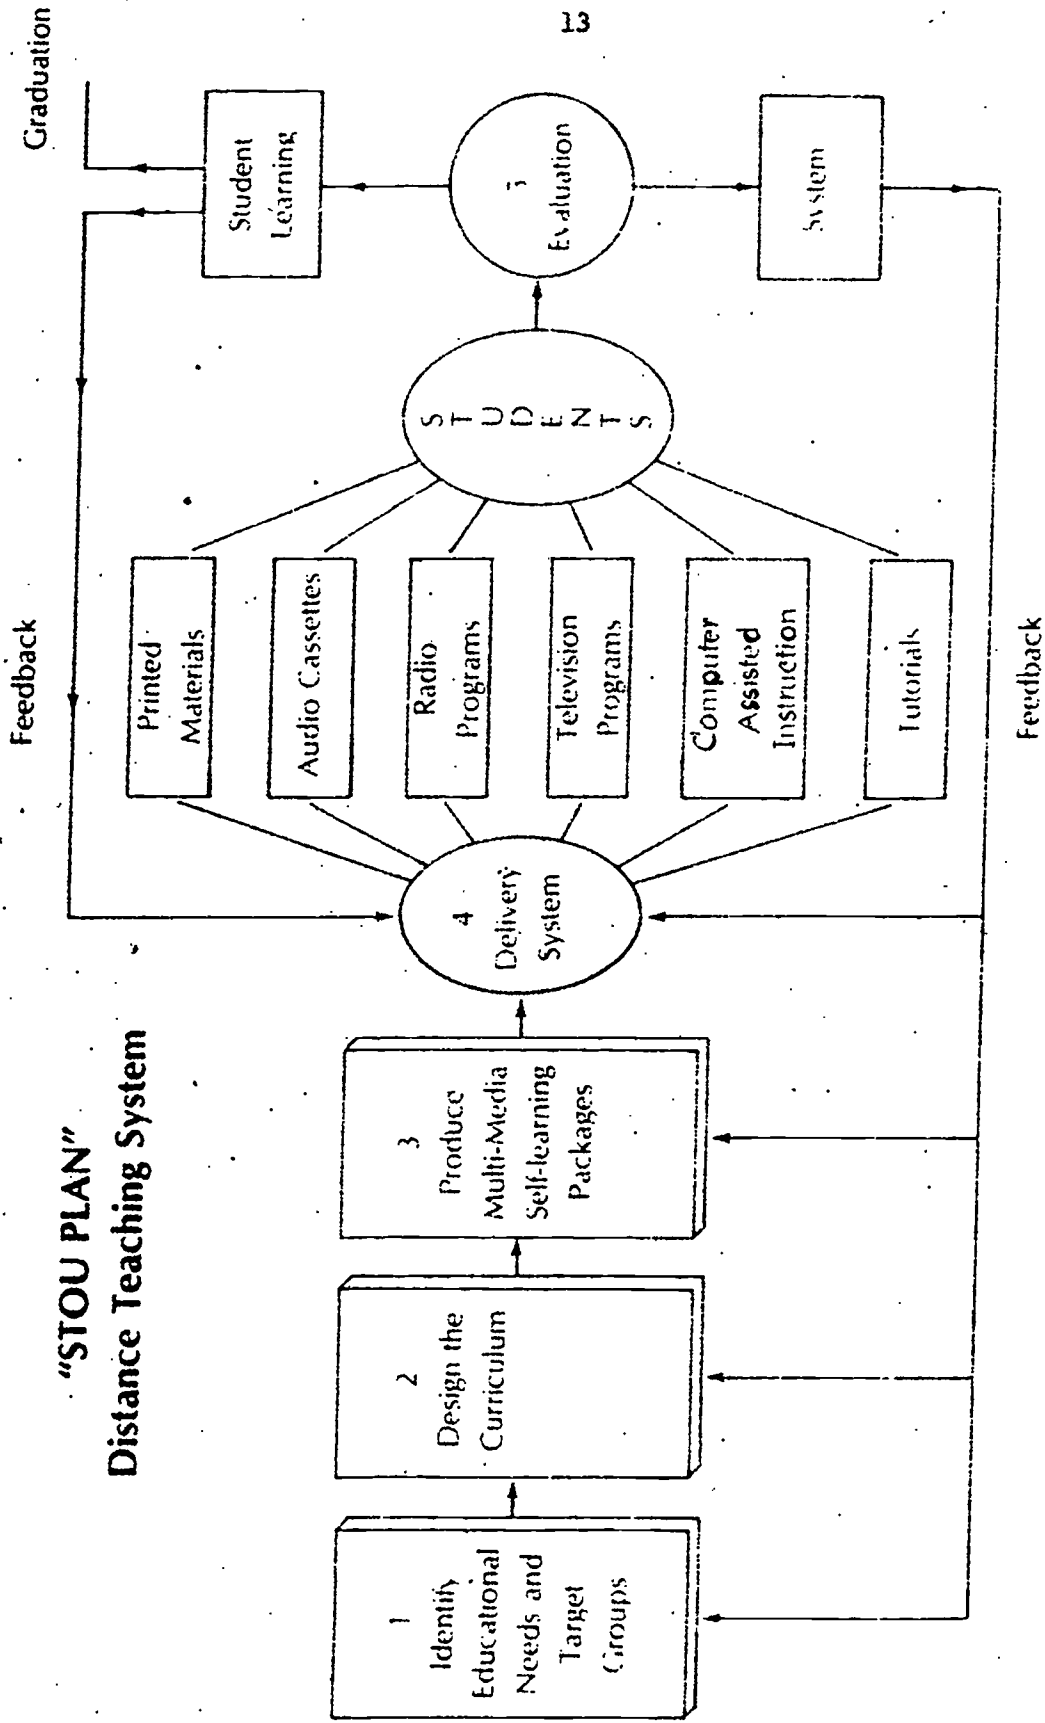 13
"STOU PLAN"
Distance Teaching System
1
Identify
Educational
Needs and
Target
Groups
2
Design the
Curriculum
3
Produce
Multi-Media
Self-learning
Packages
4
Delivery
System
Printed
Materials
Audio Cassettes
Radio
Programs
Television
Programs
Computer
Assisted
Instruction
Tutorials
STUDENTS
Evaluation
Student
Learning
System
Graduation
Feedback
Feedback